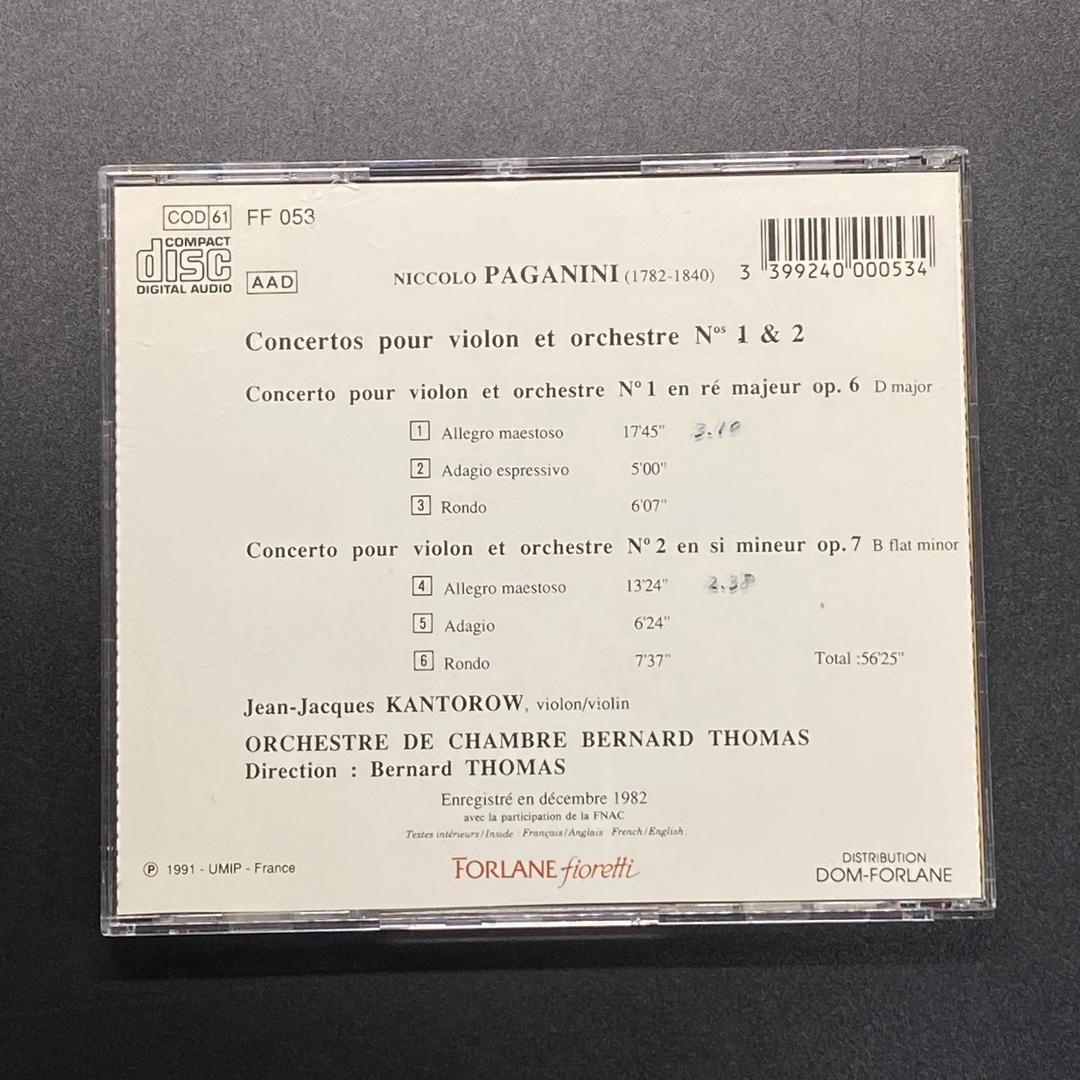 COD 61 FF 053
COMPACT
disc
DIGITAL AUDIO
AAD
NICCOLO PAGANINI (1782-1840)
3 399240 000534
Concertos pour violon et orchestre Nos 1 & 2
Concerto pour violon et orchestre No 1 en ré majeur op. 6 D major
1 Allegro maestoso 17'45" 3.10
2 Adagio espressivo 5'00"
3 Rondo 6'07"
Concerto pour violon et orchestre No 2 en si mineur op. 7 B flat minor
4 Allegro maestoso 13'24" 2.38
5 Adagio 6'24"
6 Rondo 7'37" Total :56'25"
Jean-Jacques KANTOROW, violon/violin
ORCHESTRE DE CHAMBRE BERNARD THOMAS
Direction : Bernard THOMAS
Enregistré en décembre 1982
avec la participation de la FNAC
Textes intérieurs/Inside : Français/Anglais French/English.
℗ 1991 - UMIP - France
FORLANE fioretti
DISTRIBUTION
DOM-FORLANE